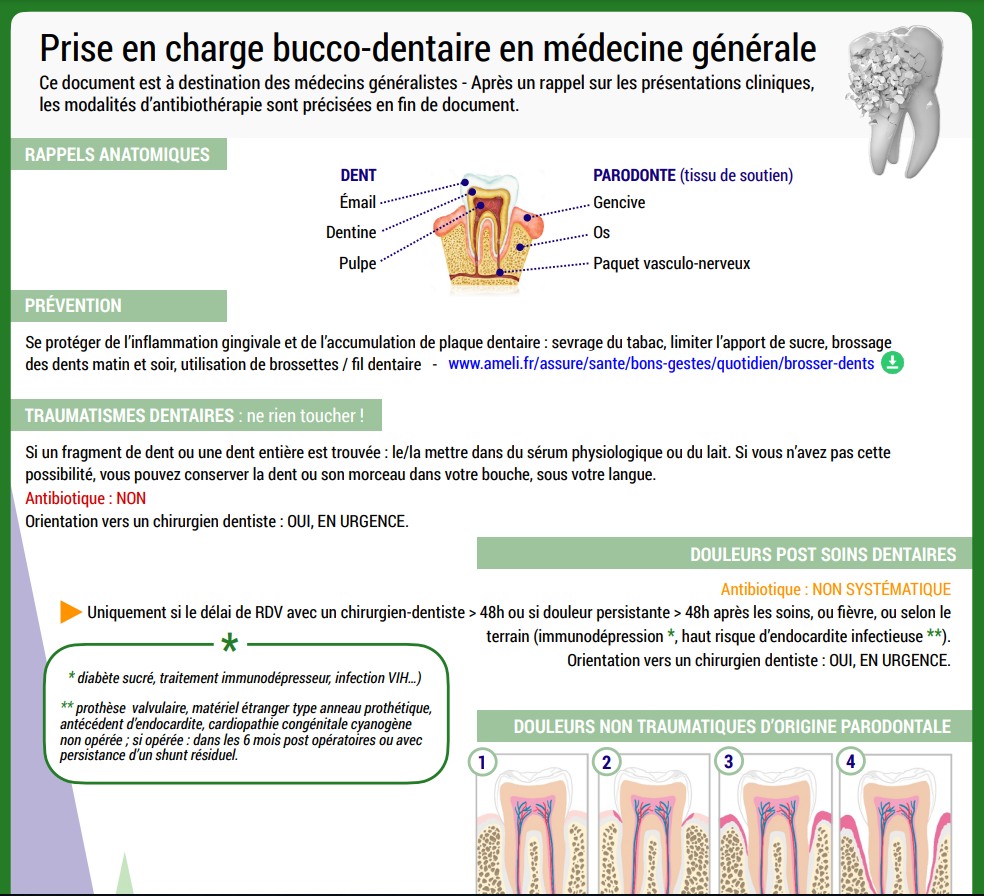 Prise en charge bucco-dentaire en médecine générale
Ce document est à destination des médecins généralistes - Après un rappel sur les présentations cliniques,
les modalités d'antibiothérapie sont précisées en fin de document.
RAPPELS ANATOMIQUES
DENT
Émail
Dentine
Pulpe
PARODONTE (tissu de soutien)
Gencive
Os
Paquet vasculo-nerveux
PRÉVENTION
Se protéger de l'inflammation gingivale et de l'accumulation de plaque dentaire : sevrage du tabac, limiter l'apport de sucre, brossage
des dents matin et soir, utilisation de brossettes / fil dentaire - www.ameli.fr/assure/sante/bons-gestes/quotidien/brosser-dents
TRAUMATISMES DENTAIRES : ne rien toucher !
Si un fragment de dent ou une dent entière est trouvée : le/la mettre dans du sérum physiologique ou du lait. Si vous n'avez pas cette
possibilité, vous pouvez conserver la dent ou son morceau dans votre bouche, sous votre langue.
Antibiotique : NON
Orientation vers un chirurgien dentiste : OUI, EN URGENCE.
DOULEURS POST SOINS DENTAIRES
Antibiotique : NON SYSTÉMATIQUE
Uniquement si le délai de RDV avec un chirurgien-dentiste > 48h ou si douleur persistante > 48h après les soins, ou fièvre, ou selon le
terrain (immunodépression *, haut risque d'endocardite infectieuse **).
Orientation vers un chirurgien dentiste : OUI, EN URGENCE.
*
* diabète sucré, traitement immunodépresseur, infection VIH...)
** prothèse valvulaire, matériel étranger type anneau prothétique,
antécédent d'endocardite, cardiopathie congénitale cyanogène
non opérée ; si opérée : dans les 6 mois post opératoires ou avec
persistance d'un shunt résiduel.
DOULEURS NON TRAUMATIQUES D'ORIGINE PARODONTALE
1 2 3 4